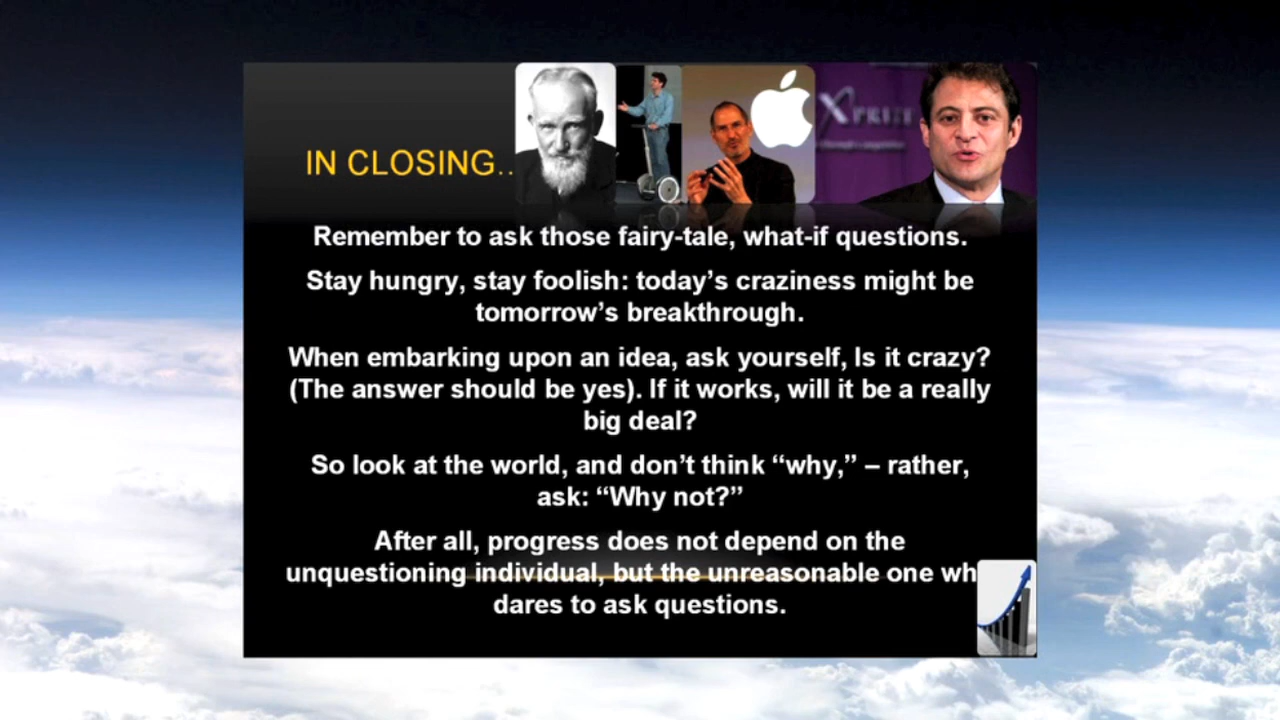 IN CLOSING..
XPRIZE
Remember to ask those fairy-tale, what-if questions.
Stay hungry, stay foolish: today’s craziness might be
tomorrow’s breakthrough.
When embarking upon an idea, ask yourself, Is it crazy?
(The answer should be yes). If it works, will it be a really
big deal?
So look at the world, and don’t think “why,” – rather,
ask: “Why not?”
After all, progress does not depend on the
unquestioning individual, but the unreasonable one wh
dares to ask questions.